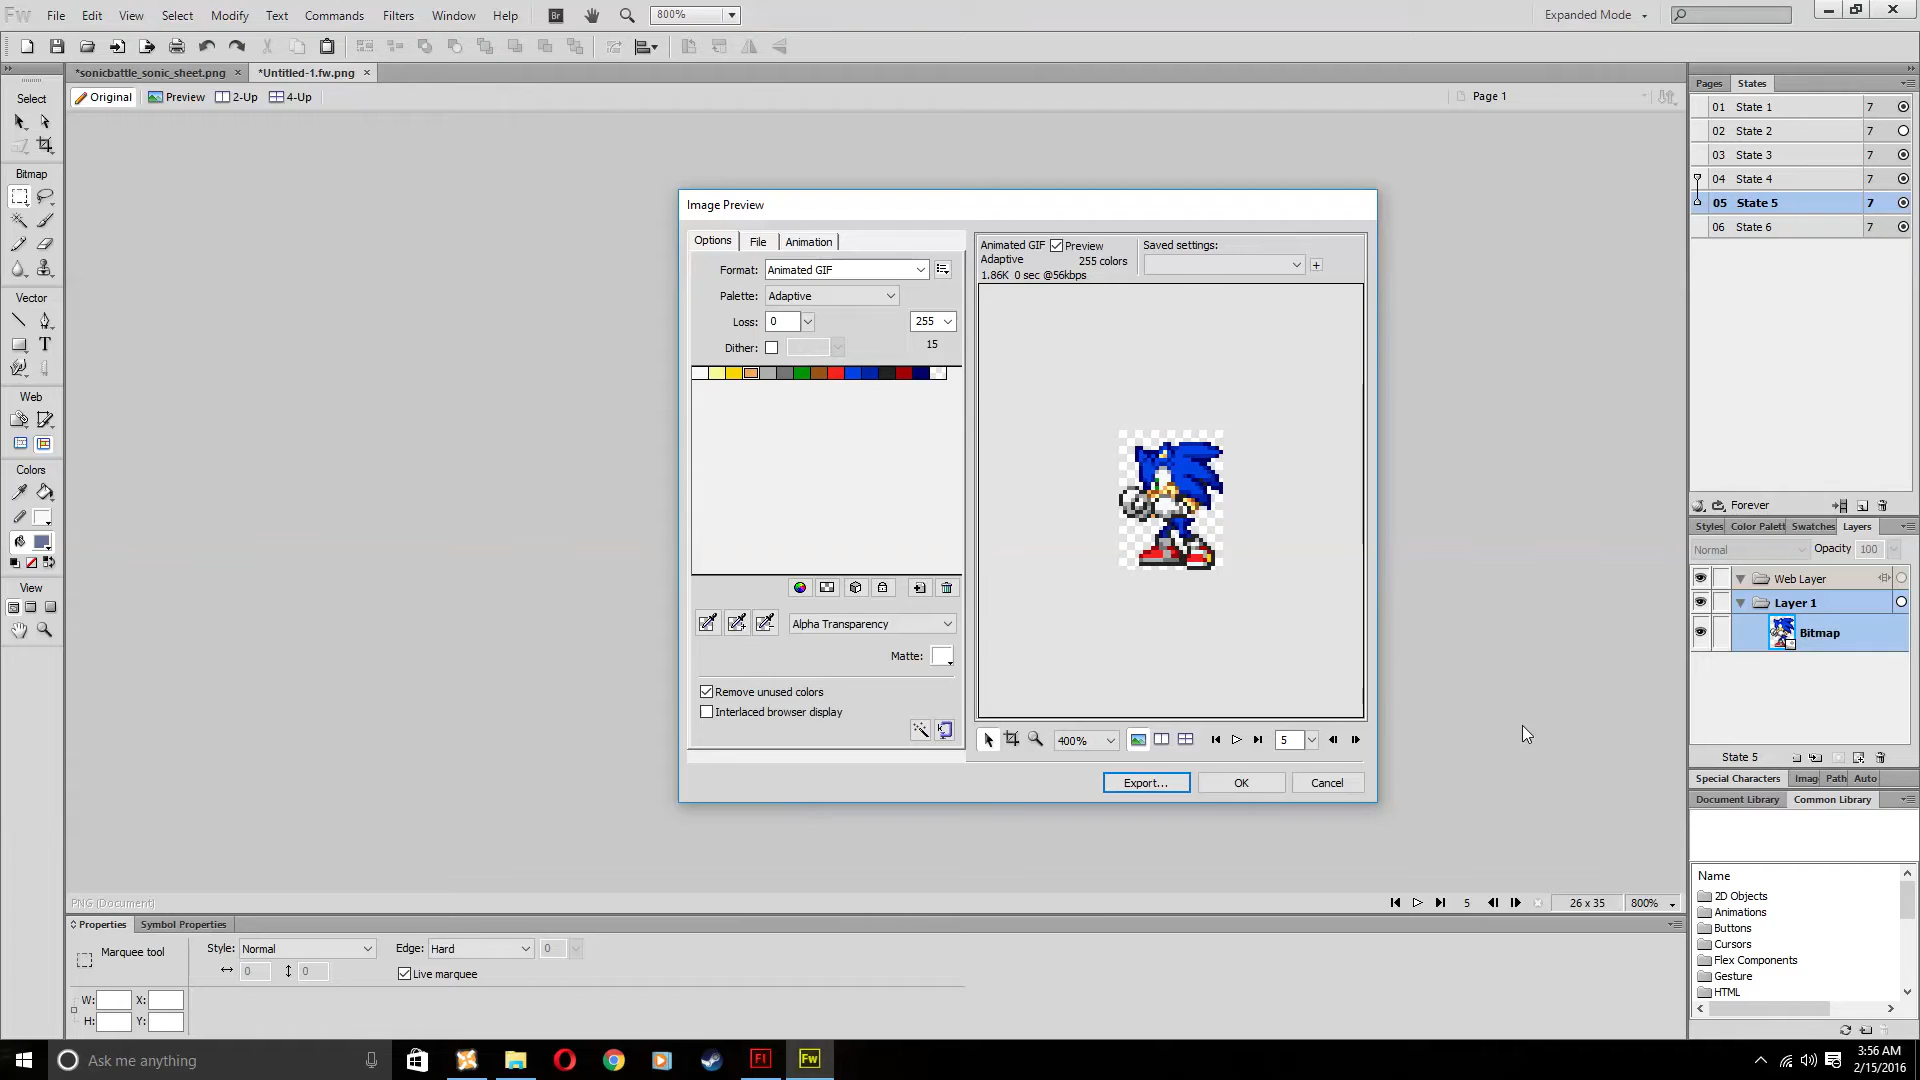 Fw File Edit View Select Modify Text Commands Filters Window Help Br 800% Expanded Mode
*sonicbattle_sonic_sheet.png × *Untitled-1.fw.png ×
Original Preview 2-Up 4-Up Page 1
Select
Bitmap
Vector
T
Web
Colors
View
Image Preview
Options File Animation
Format: Animated GIF
Palette: Adaptive
Loss: 0 255
Dither: 15
Alpha Transparency
Matte:
Remove unused colors
Interlaced browser display
Animated GIF Preview Saved settings:
Adaptive 255 colors
1.86K 0 sec @56kbps
400% 5
Export... OK Cancel
Pages States
01 State 1 7
02 State 2 7
03 State 3 7
04 State 4 7
05 State 5 7
06 State 6 7
Forever
Styles Color Palett Swatches Layers
Normal Opacity 100
Web Layer
Layer 1
Bitmap
State 5
Special Characters Imag Path Auto
Document Library Common Library
Name
2D Objects
Animations
Buttons
Cursors
Flex Components
Gesture
HTML
PNG (Document) 5 26 x 35 800%
Properties Symbol Properties
Marquee tool Style: Normal Edge: Hard 0
0 0 Live marquee
W: X:
H: Y:
Ask me anything Fl Fw
3:56 AM
2/15/2016